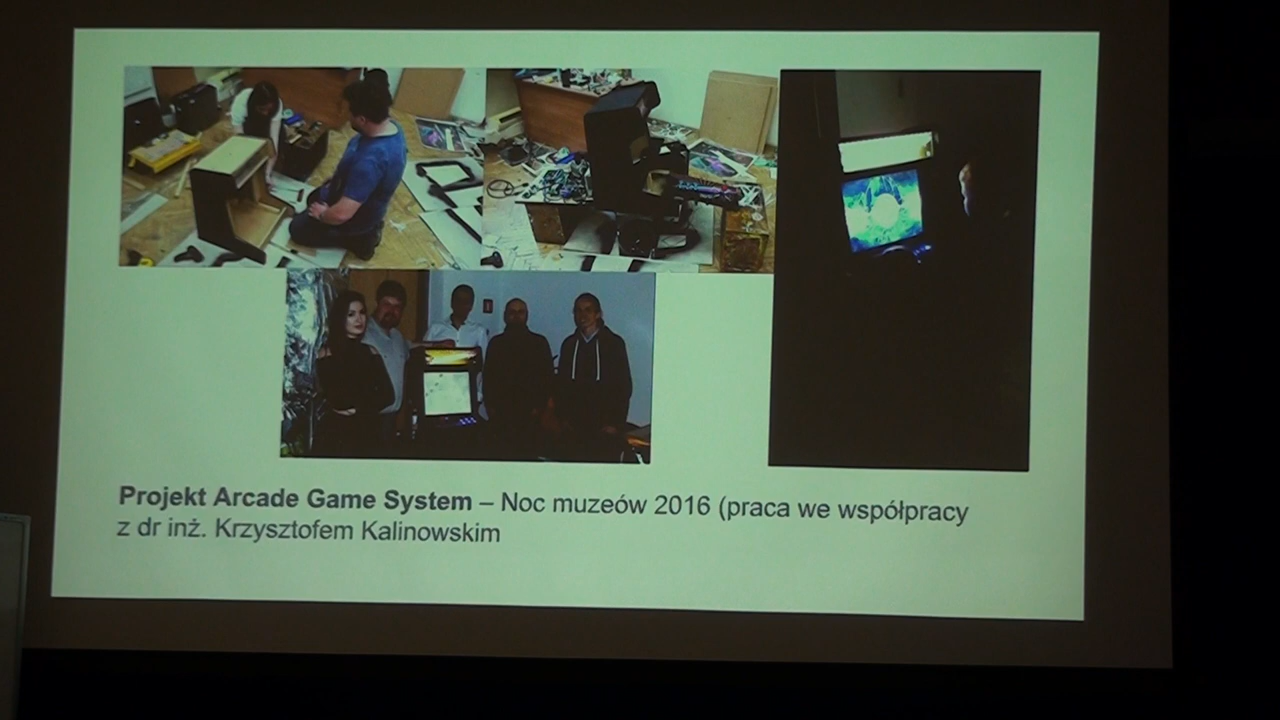 Projekt Arcade Game System – Noc muzeów 2016 (praca we współpracy
z dr inż. Krzysztofem Kalinowskim